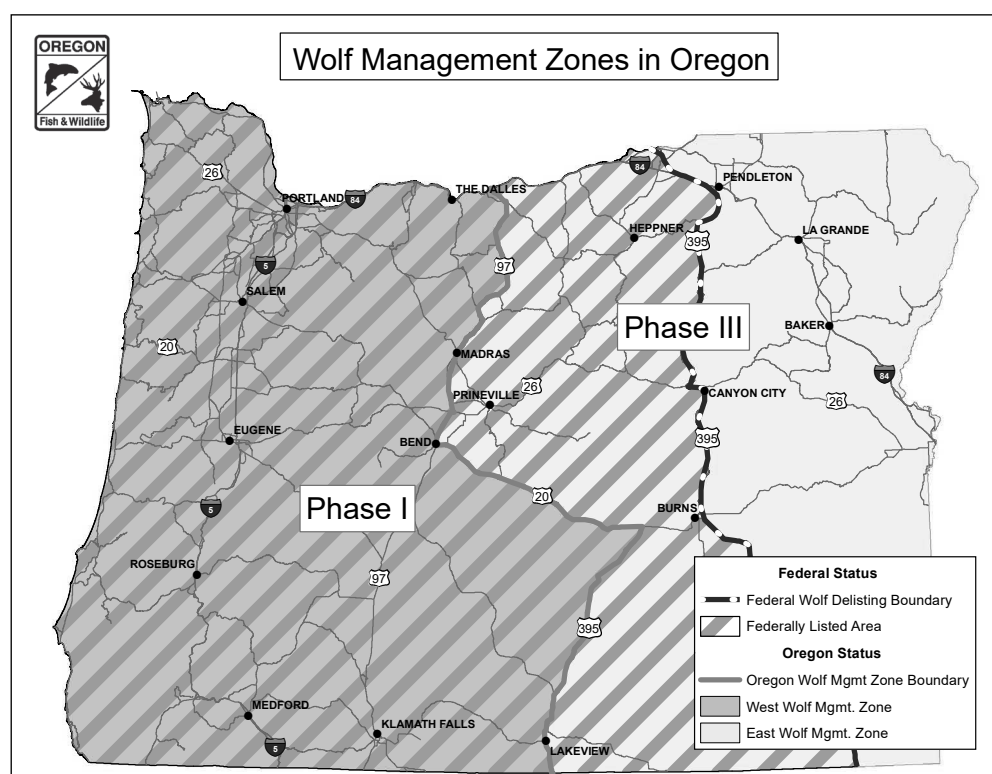 OREGON
Fish & Wildlife
Wolf Management Zones in Oregon
84
PENDLETON
26
THE DALLES
PORTLAND
84
HEPPNER
LA GRANDE
395
5
97
SALEM
Phase III
BAKER
20
MADRAS
84
26
PRINEVILLE
CANYON CITY
26
EUGENE
BEND
395
20
Phase I
5
BURNS
ROSEBURG
97
395
MEDFORD
KLAMATH FALLS
5
LAKEVIEW
Federal Status
Federal Wolf Delisting Boundary
Federally Listed Area
Oregon Status
Oregon Wolf Mgmt Zone Boundary
West Wolf Mgmt. Zone
East Wolf Mgmt. Zone